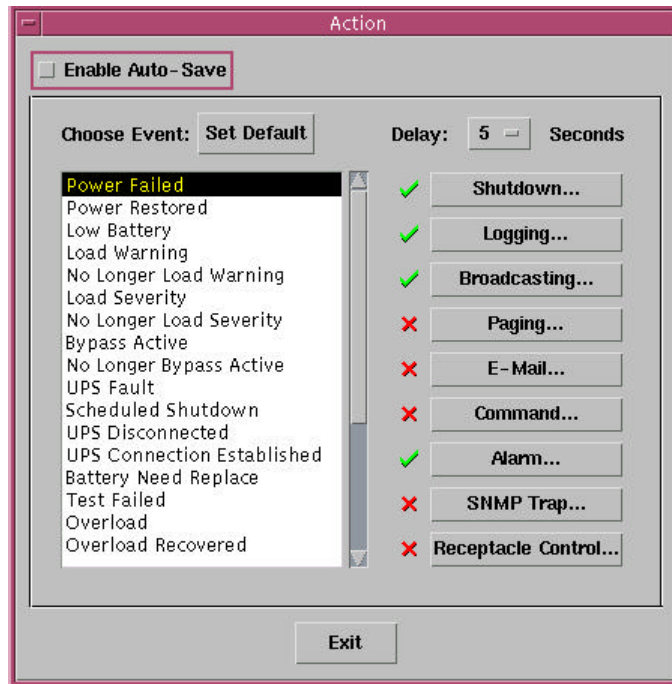 Action
Enable Auto-Save
Choose Event: Set Default
Delay: 5 Seconds
Power Failed
Power Restored
Low Battery
Load Warning
No Longer Load Warning
Load Severity
No Longer Load Severity
Bypass Active
No Longer Bypass Active
UPS Fault
Scheduled Shutdown
UPS Disconnected
UPS Connection Established
Battery Need Replace
Test Failed
Overload
Overload Recovered
Shutdown...
Logging...
Broadcasting...
Paging...
E-Mail...
Command...
Alarm...
SNMP Trap...
Receptacle Control...
Exit